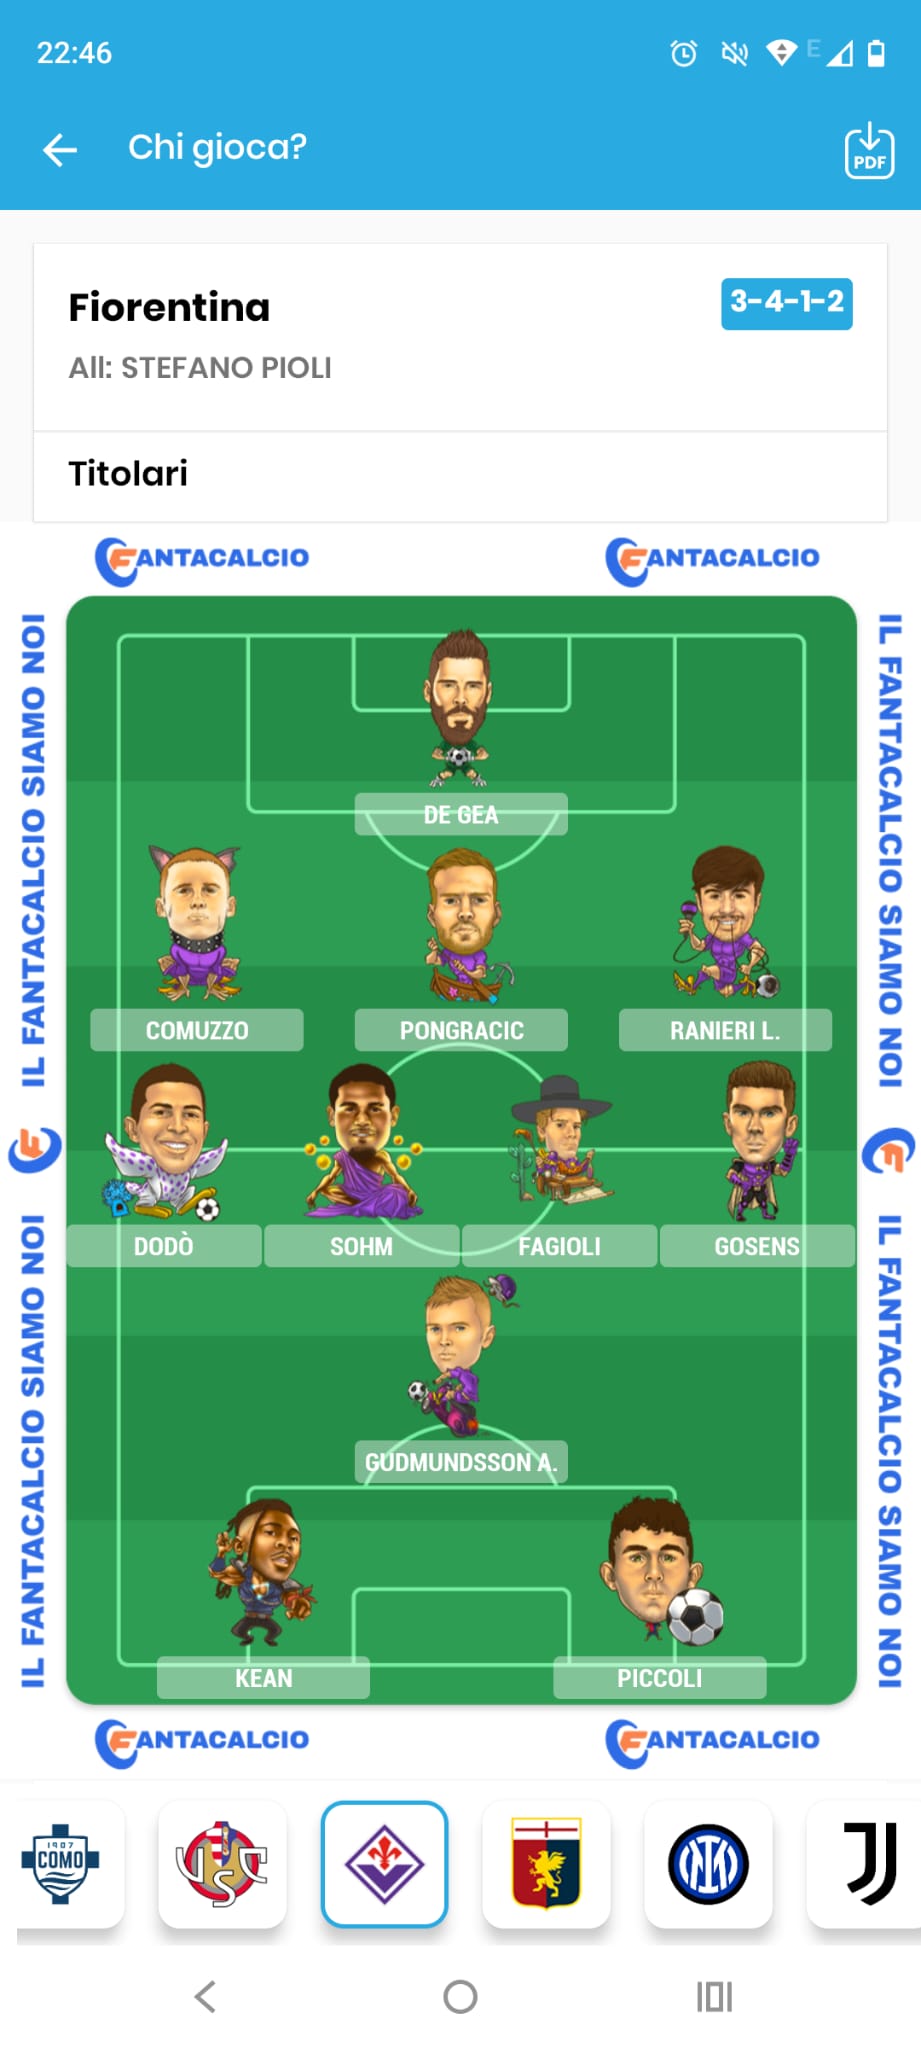 22:46
E
Chi gioca?
PDF
Fiorentina
3-4-1-2
All: STEFANO PIOLI
Titolari
FANTACALCIO
FANTACALCIO
IL FANTACALCIO SIAMO NOI
IL FANTACALCIO SIAMO NOI
DE GEA
COMUZZO
PONGRACIC
RANIERI L.
F
F
DODÒ
SOHM
FAGIOLI
GOSENS
IL FANTACALCIO SIAMO NOI
IL FANTACALCIO SIAMO NOI
GUDMUNDSSON A.
KEAN
PICCOLI
FANTACALCIO
FANTACALCIO
1907
COMO
USC